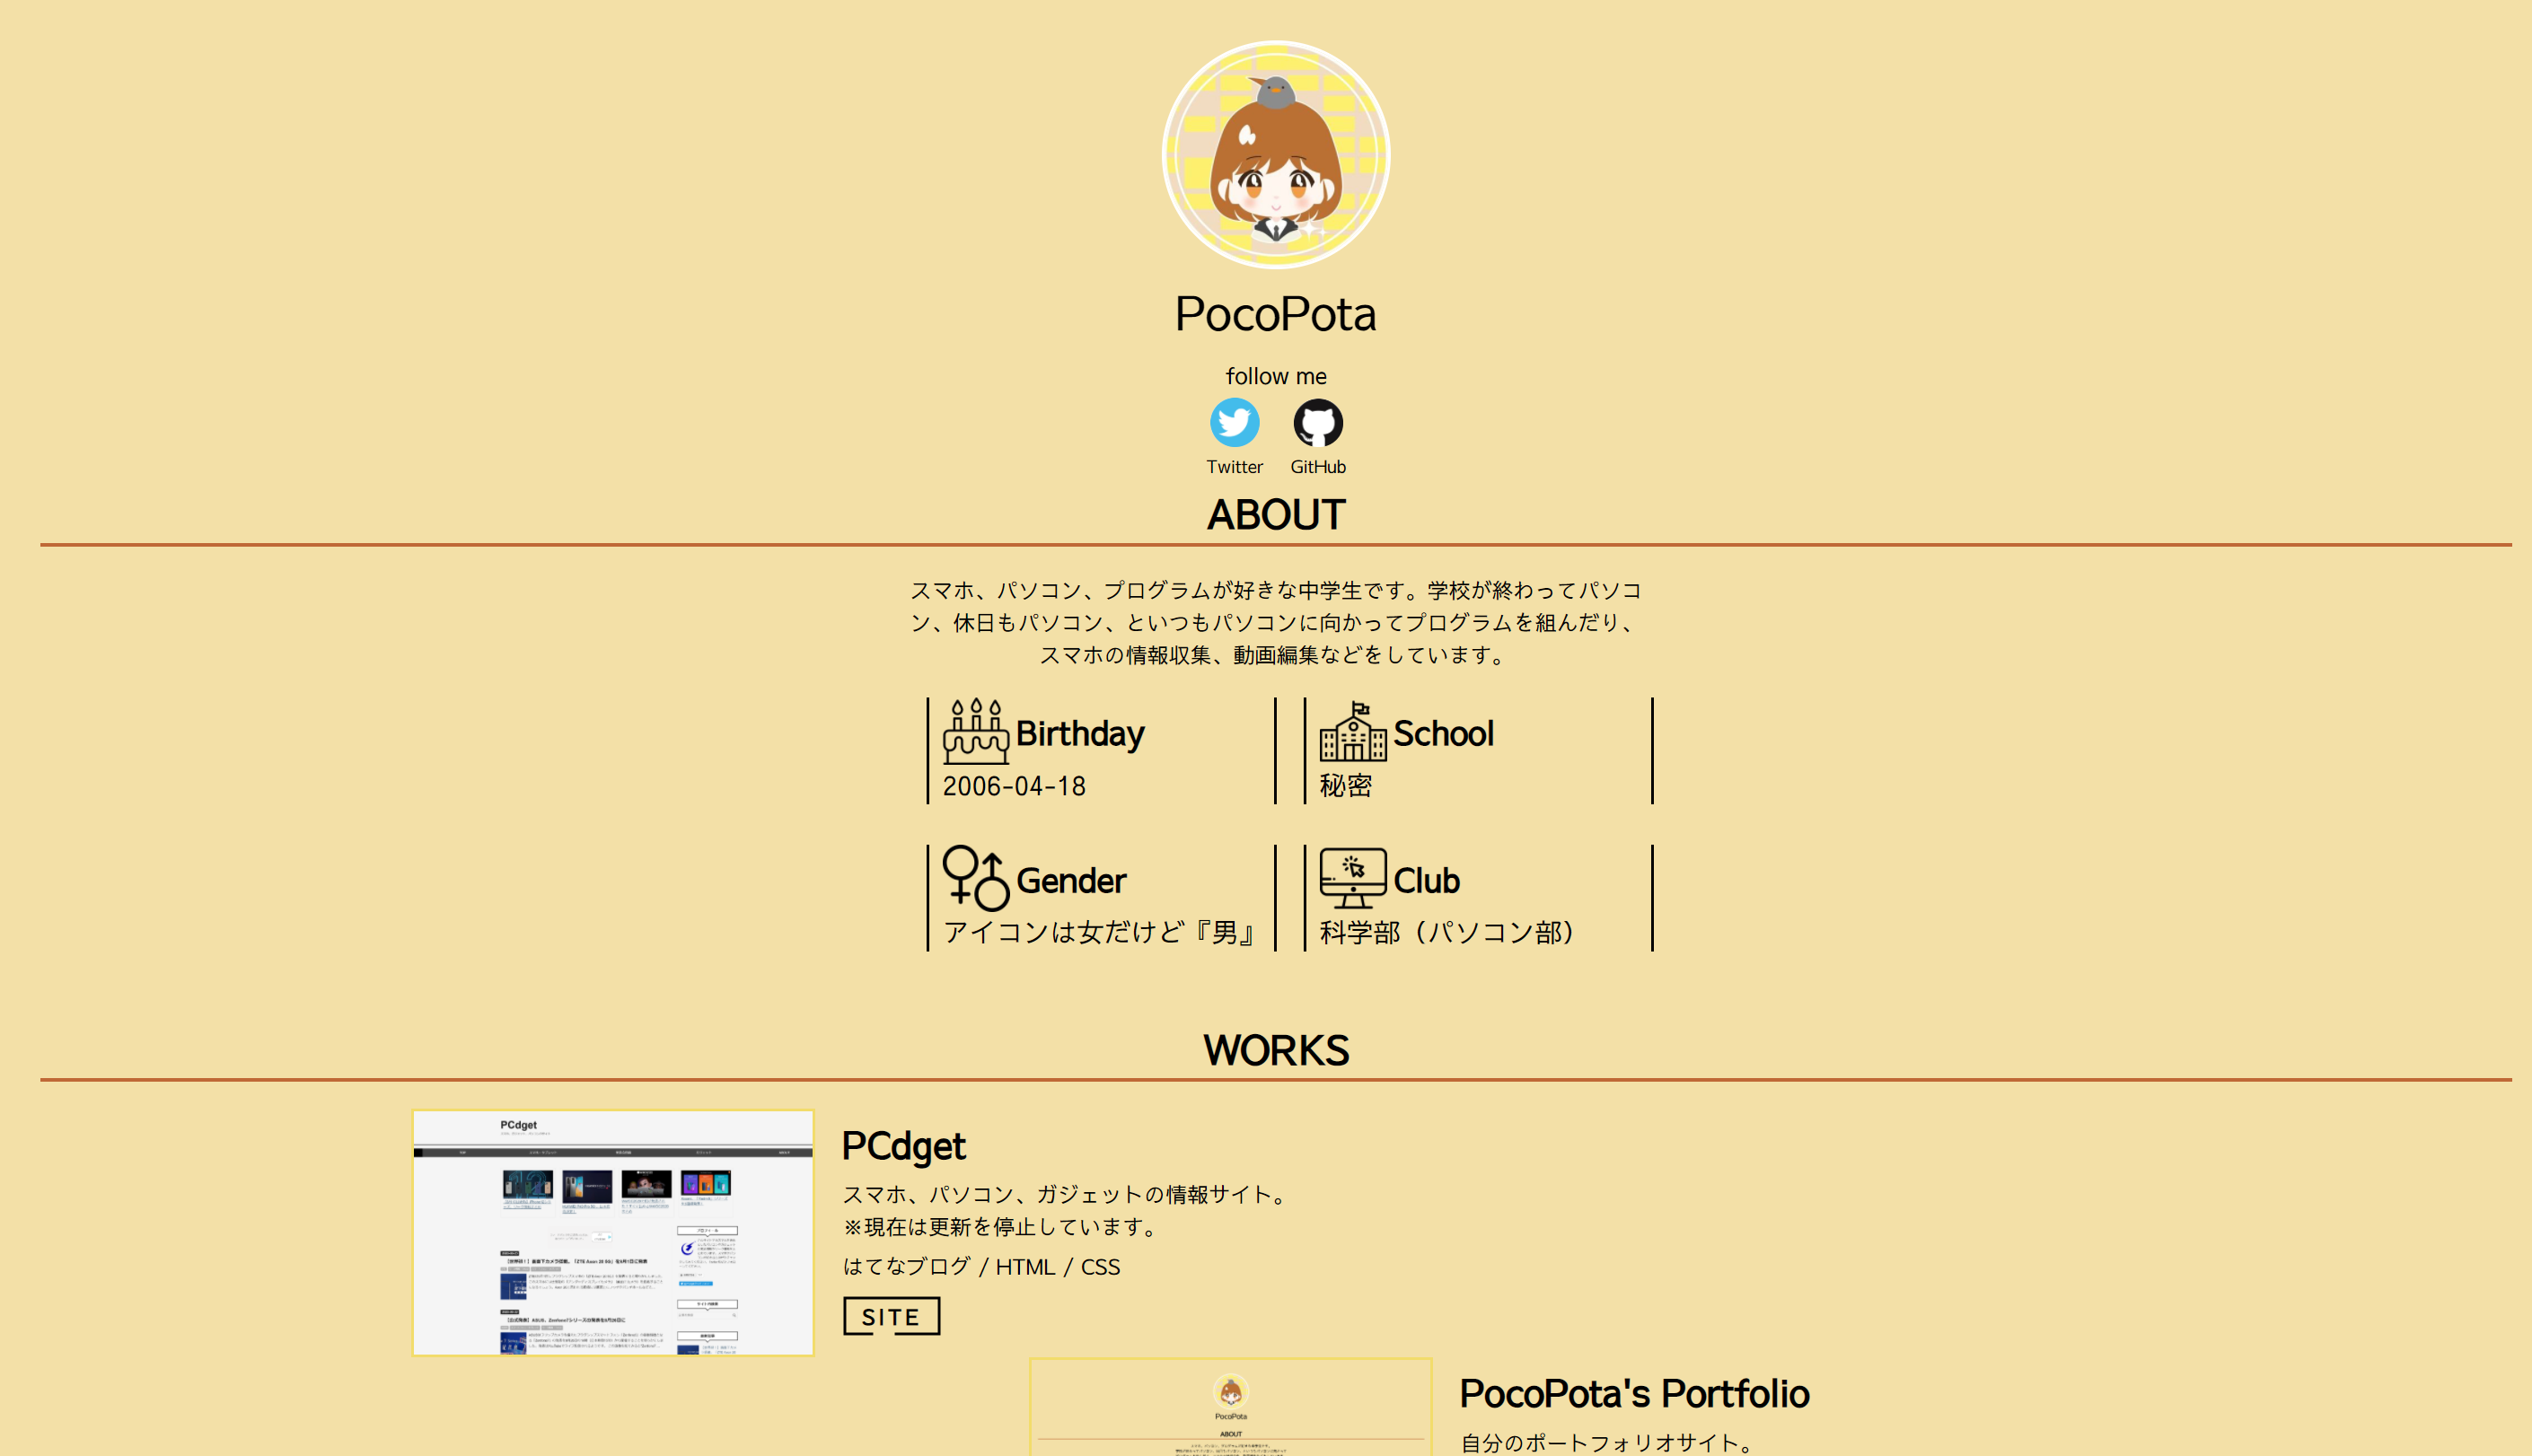 PocoPota
follow me
Twitter
GitHub
ABOUT
スマホ、パソコン、プログラムが好きな中学生です。学校が終わってパソコ
ン、休日もパソコン、といつもパソコンに向かってプログラムを組んだり、
スマホの情報収集、動画編集などをしています。
Birthday
2006-04-18
School
秘密
Gender
アイコンは女だけど『男』
Club
科学部（パソコン部）
WORKS
PCdget
PCdget
スマホ、パソコン、ガジェットの情報サイト。
※現在は更新を停止しています。
はてなブログ / HTML / CSS
SITE
PocoPota
ABOUT
PocoPota's Portfolio
自分のポートフォリオサイト。